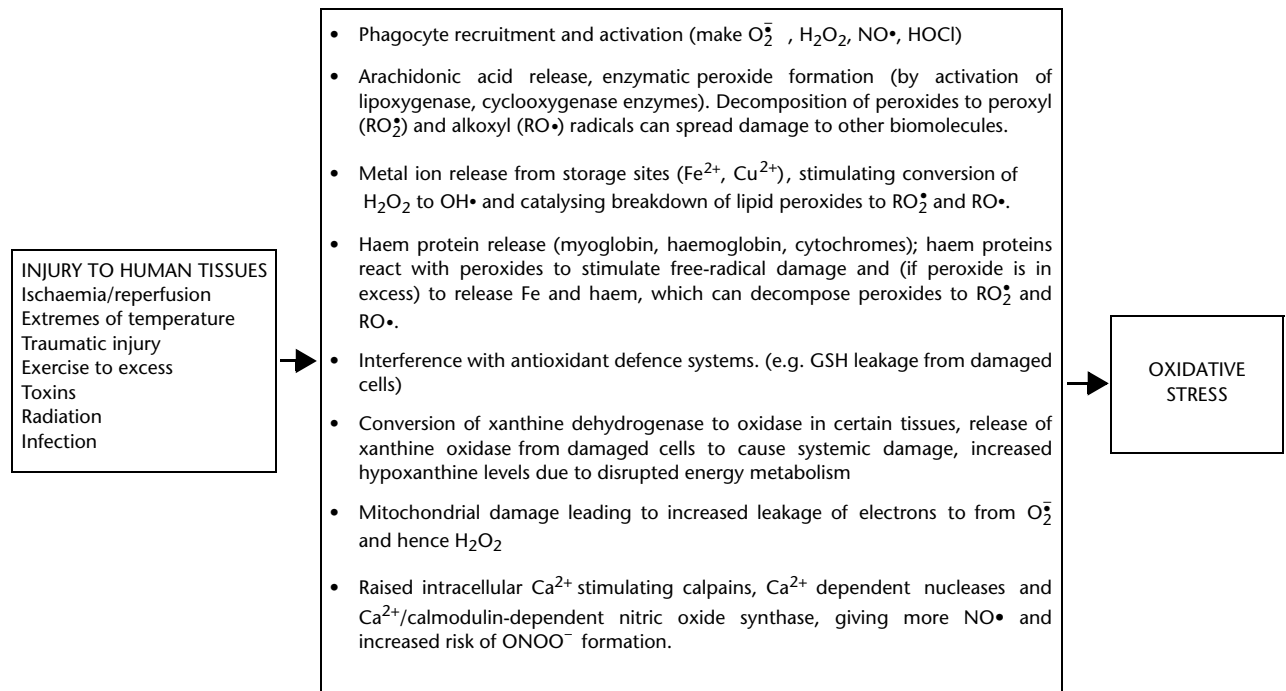 INJURY TO HUMAN TISSUES
Ischaemia/reperfusion
Extremes of temperature
Traumatic injury
Exercise to excess
Toxins
Radiation
Infection
• Phagocyte recruitment and activation (make O₂•̄ , H₂O₂, NO•, HOCl)
• Arachidonic acid release, enzymatic peroxide formation (by activation of
lipoxygenase, cyclooxygenase enzymes). Decomposition of peroxides to peroxyl
(RO₂•) and alkoxyl (RO•) radicals can spread damage to other biomolecules.
• Metal ion release from storage sites (Fe²⁺, Cu²⁺), stimulating conversion of
H₂O₂ to OH• and catalysing breakdown of lipid peroxides to RO₂• and RO•.
• Haem protein release (myoglobin, haemoglobin, cytochromes); haem proteins
react with peroxides to stimulate free-radical damage and (if peroxide is in
excess) to release Fe and haem, which can decompose peroxides to RO₂• and
RO•.
• Interference with antioxidant defence systems. (e.g. GSH leakage from damaged
cells)
• Conversion of xanthine dehydrogenase to oxidase in certain tissues, release of
xanthine oxidase from damaged cells to cause systemic damage, increased
hypoxanthine levels due to disrupted energy metabolism
• Mitochondrial damage leading to increased leakage of electrons to from O₂•̄
and hence H₂O₂
• Raised intracellular Ca²⁺ stimulating calpains, Ca²⁺ dependent nucleases and
Ca²⁺/calmodulin-dependent nitric oxide synthase, giving more NO• and
increased risk of ONOO⁻ formation.
OXIDATIVE
STRESS